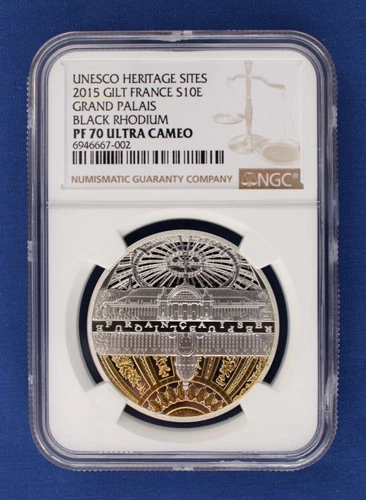 UNESCO HERITAGE SITES
2015 GILT FRANCE S10E
GRAND PALAIS
BLACK RHODIUM
PF 70 ULTRA CAMEO
6946667-002
NUMISMATIC GUARANTY COMPANY
NGC